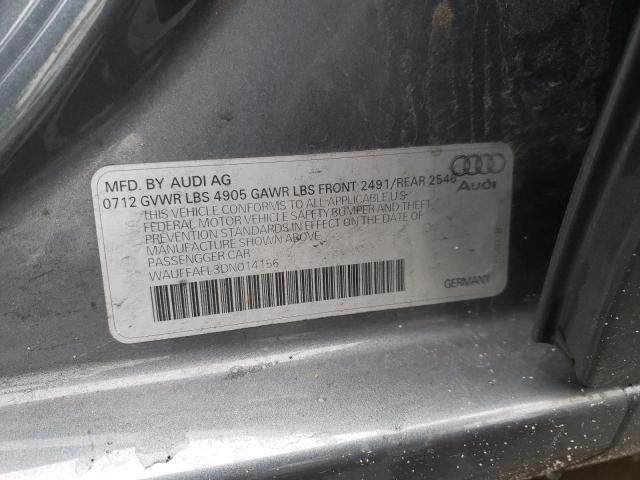 MFD. BY AUDI AG
0712 GVWR LBS 4905 GAWR LBS FRONT 2491/REAR 2546
THIS VEHICLE CONFORMS TO ALL APPLICABLE U.S.
FEDERAL MOTOR VEHICLE SAFETY BUMPER AND THEFT
PREVENTION STANDARDS IN EFFECT ON THE DATE OF
MANUFACTURE SHOWN ABOVE
PASSENGGER CAR
WAUFFAFL3DN014156
Audi
GERMANY